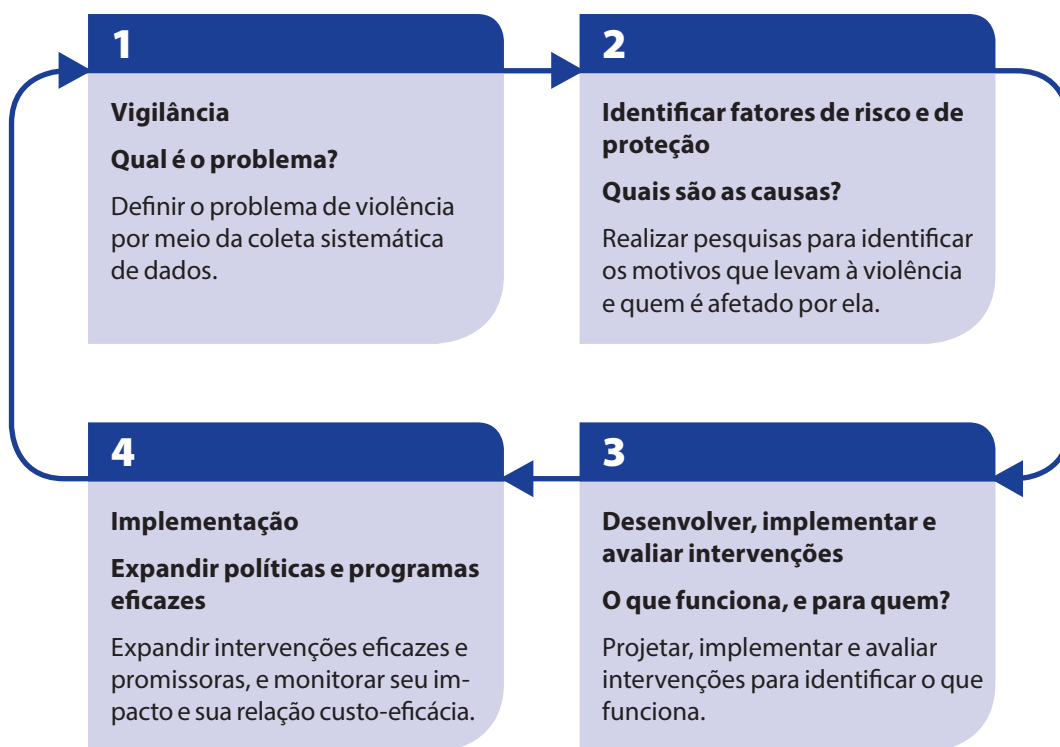 1
Vigilância
Qual é o problema?
Definir o problema de violência
por meio da coleta sistemática
de dados.
2
Identificar fatores de risco e de
proteção
Quais são as causas?
Realizar pesquisas para identificar
os motivos que levam à violência
e quem é afetado por ela.
3
Desenvolver, implementar e
avaliar intervenções
O que funciona, e para quem?
Projetar, implementar e avaliar
intervenções para identificar o que
funciona.
4
Implementação
Expandir políticas e programas
eficazes
Expandir intervenções eficazes e
promissoras, e monitorar seu im-
pacto e sua relação custo-eficácia.